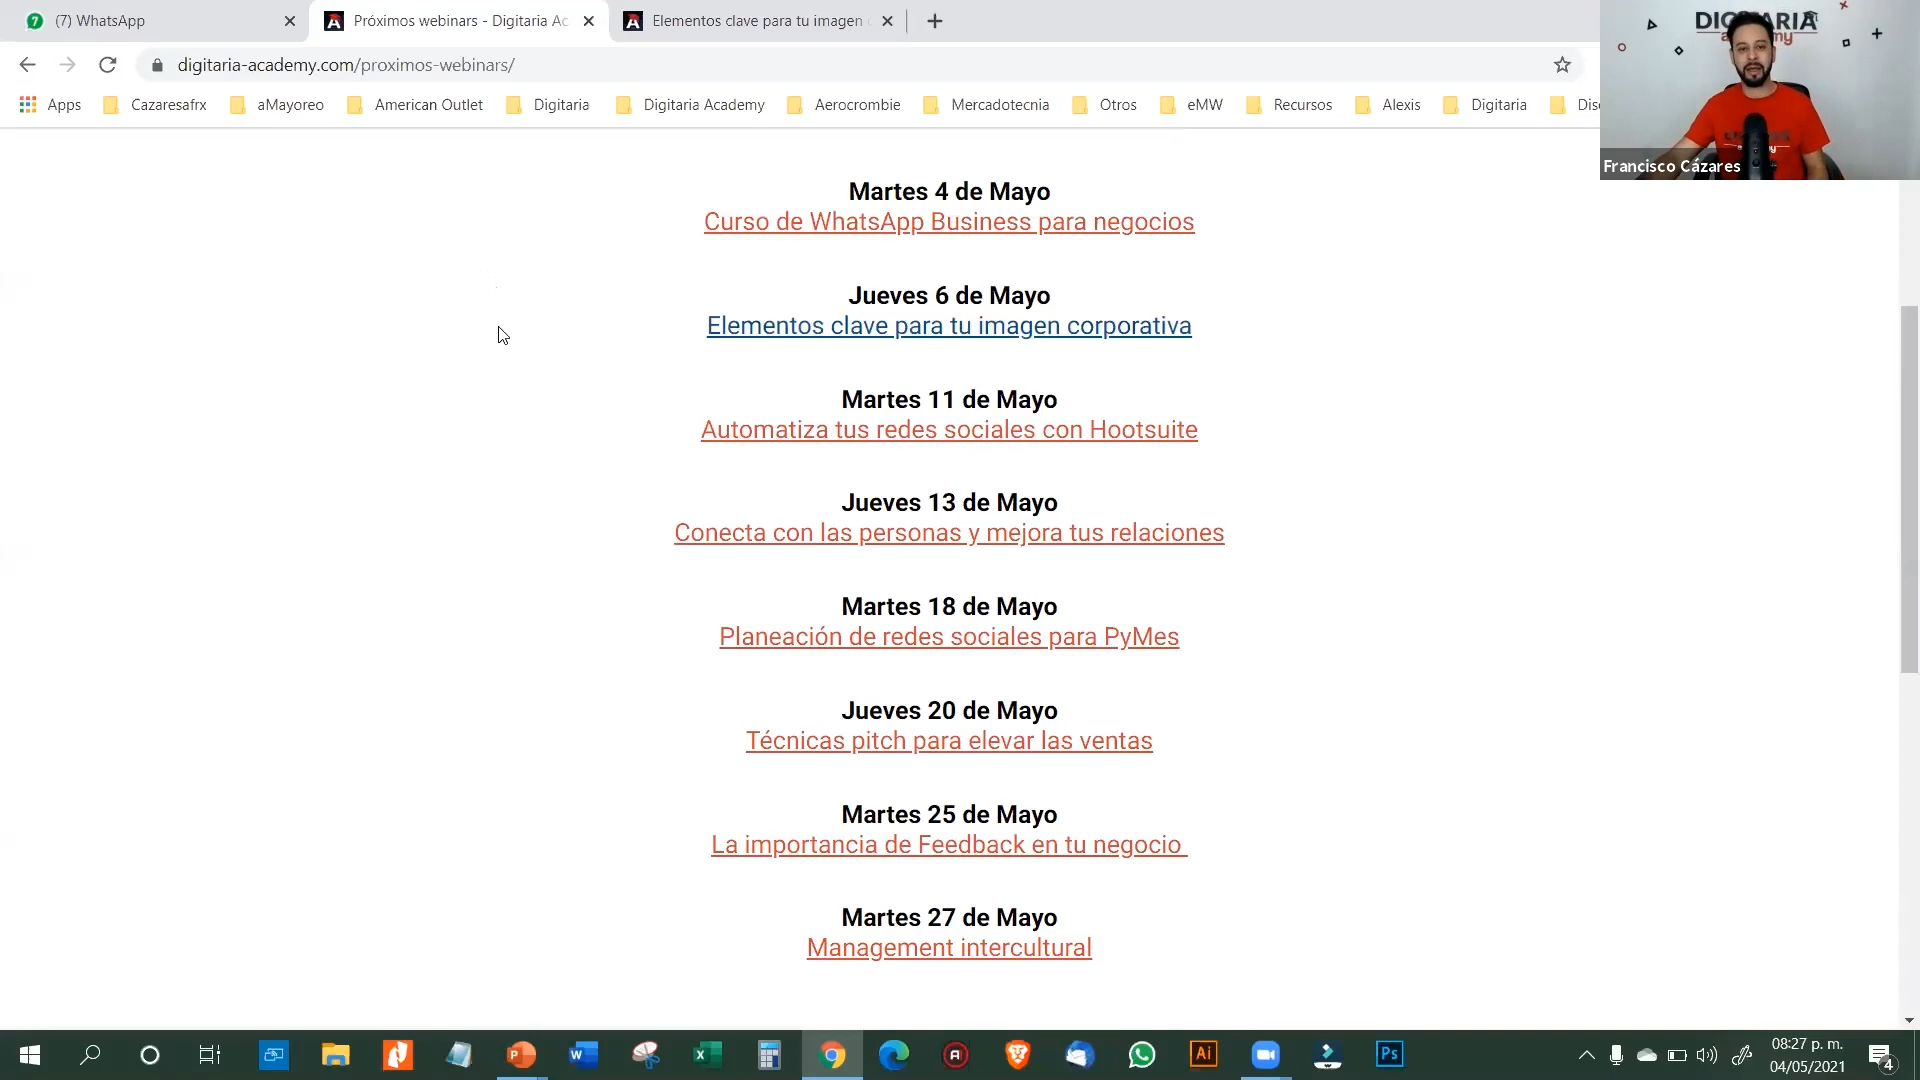 (7) WhatsApp
Próximos webinars - Digitaria Ac
Elementos clave para tu imagen
digitaria-academy.com/proximos-webinars/
Apps
Cazaresafrx
aMayoreo
American Outlet
Digitaria
Digitaria Academy
Aerocrombie
Mercadotecnia
Otros
eMW
Recursos
Alexis
Digitaria
Francisco Cázares
Martes 4 de Mayo
Curso de WhatsApp Business para negocios
Jueves 6 de Mayo
Elementos clave para tu imagen corporativa
Martes 11 de Mayo
Automatiza tus redes sociales con Hootsuite
Jueves 13 de Mayo
Conecta con las personas y mejora tus relaciones
Martes 18 de Mayo
Planeación de redes sociales para PyMes
Jueves 20 de Mayo
Técnicas pitch para elevar las ventas
Martes 25 de Mayo
La importancia de Feedback en tu negocio
Martes 27 de Mayo
Management intercultural
08:27 p. m.
04/05/2021
4